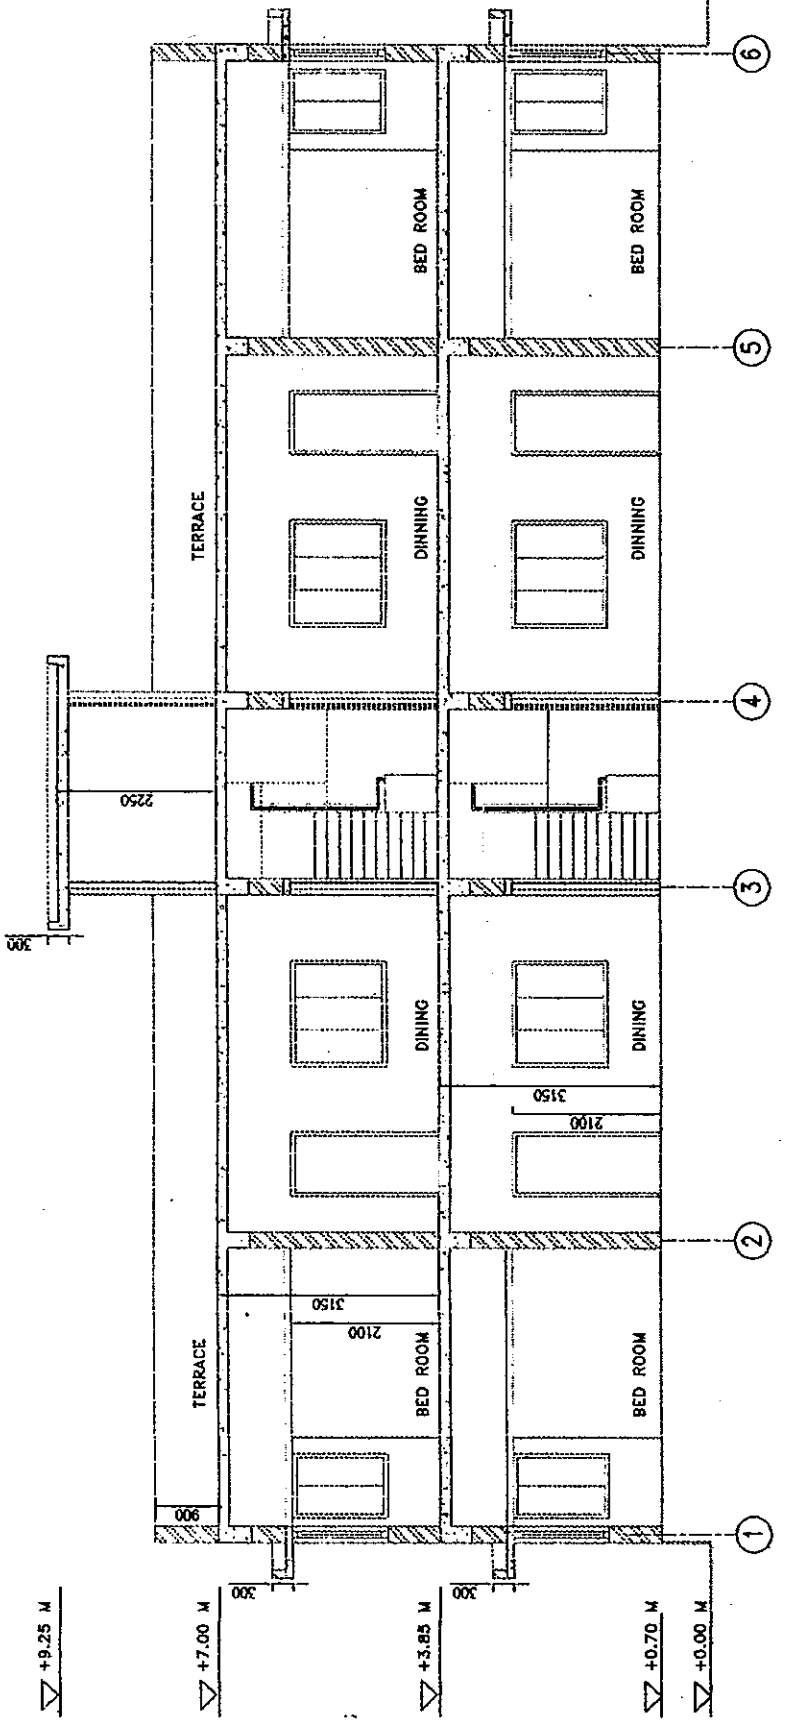 +9.25 M
+7.00 M
+3.85 M
+0.70 M
+0.00 M
300
2250
TERRACE
TERRACE
900
300
3150
2100
BED ROOM
DINING
DINNING
BED ROOM
300
3150
2100
BED ROOM
DINING
DINNING
BED ROOM
1
2
3
4
5
6